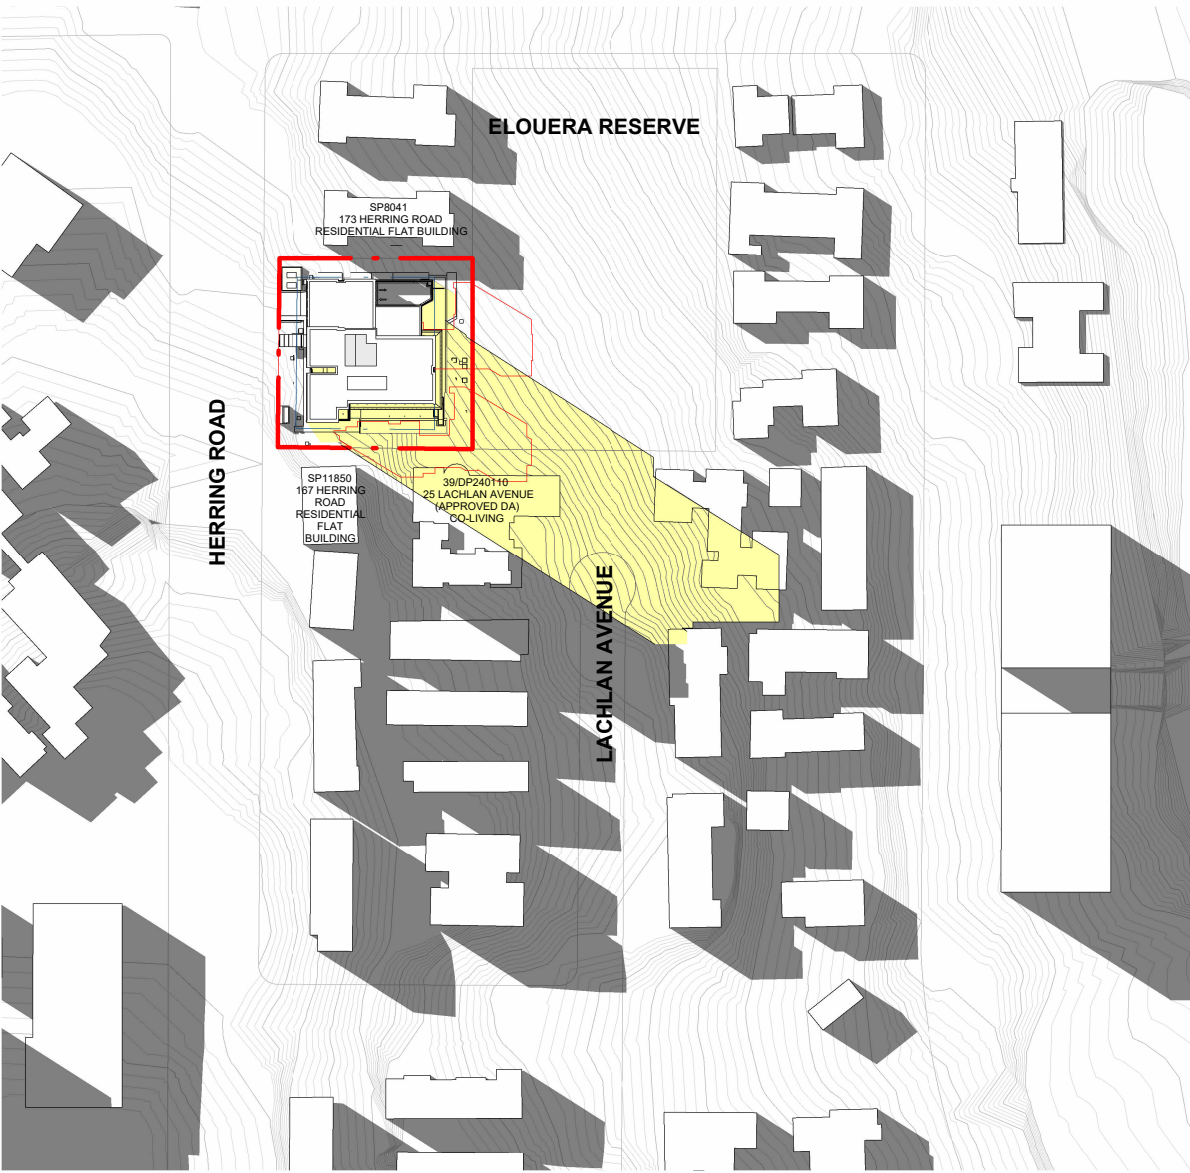 ELOUERA RESERVE
SP8041
173 HERRING ROAD
RESIDENTIAL FLAT BUILDING
HERRING ROAD
SP11850
167 HERRING
ROAD
RESIDENTIAL
FLAT
BUILDING
39/DP240110
25 LACHLAN AVENUE
(APPROVED DA)
CO-LIVING
LACHLAN AVENUE